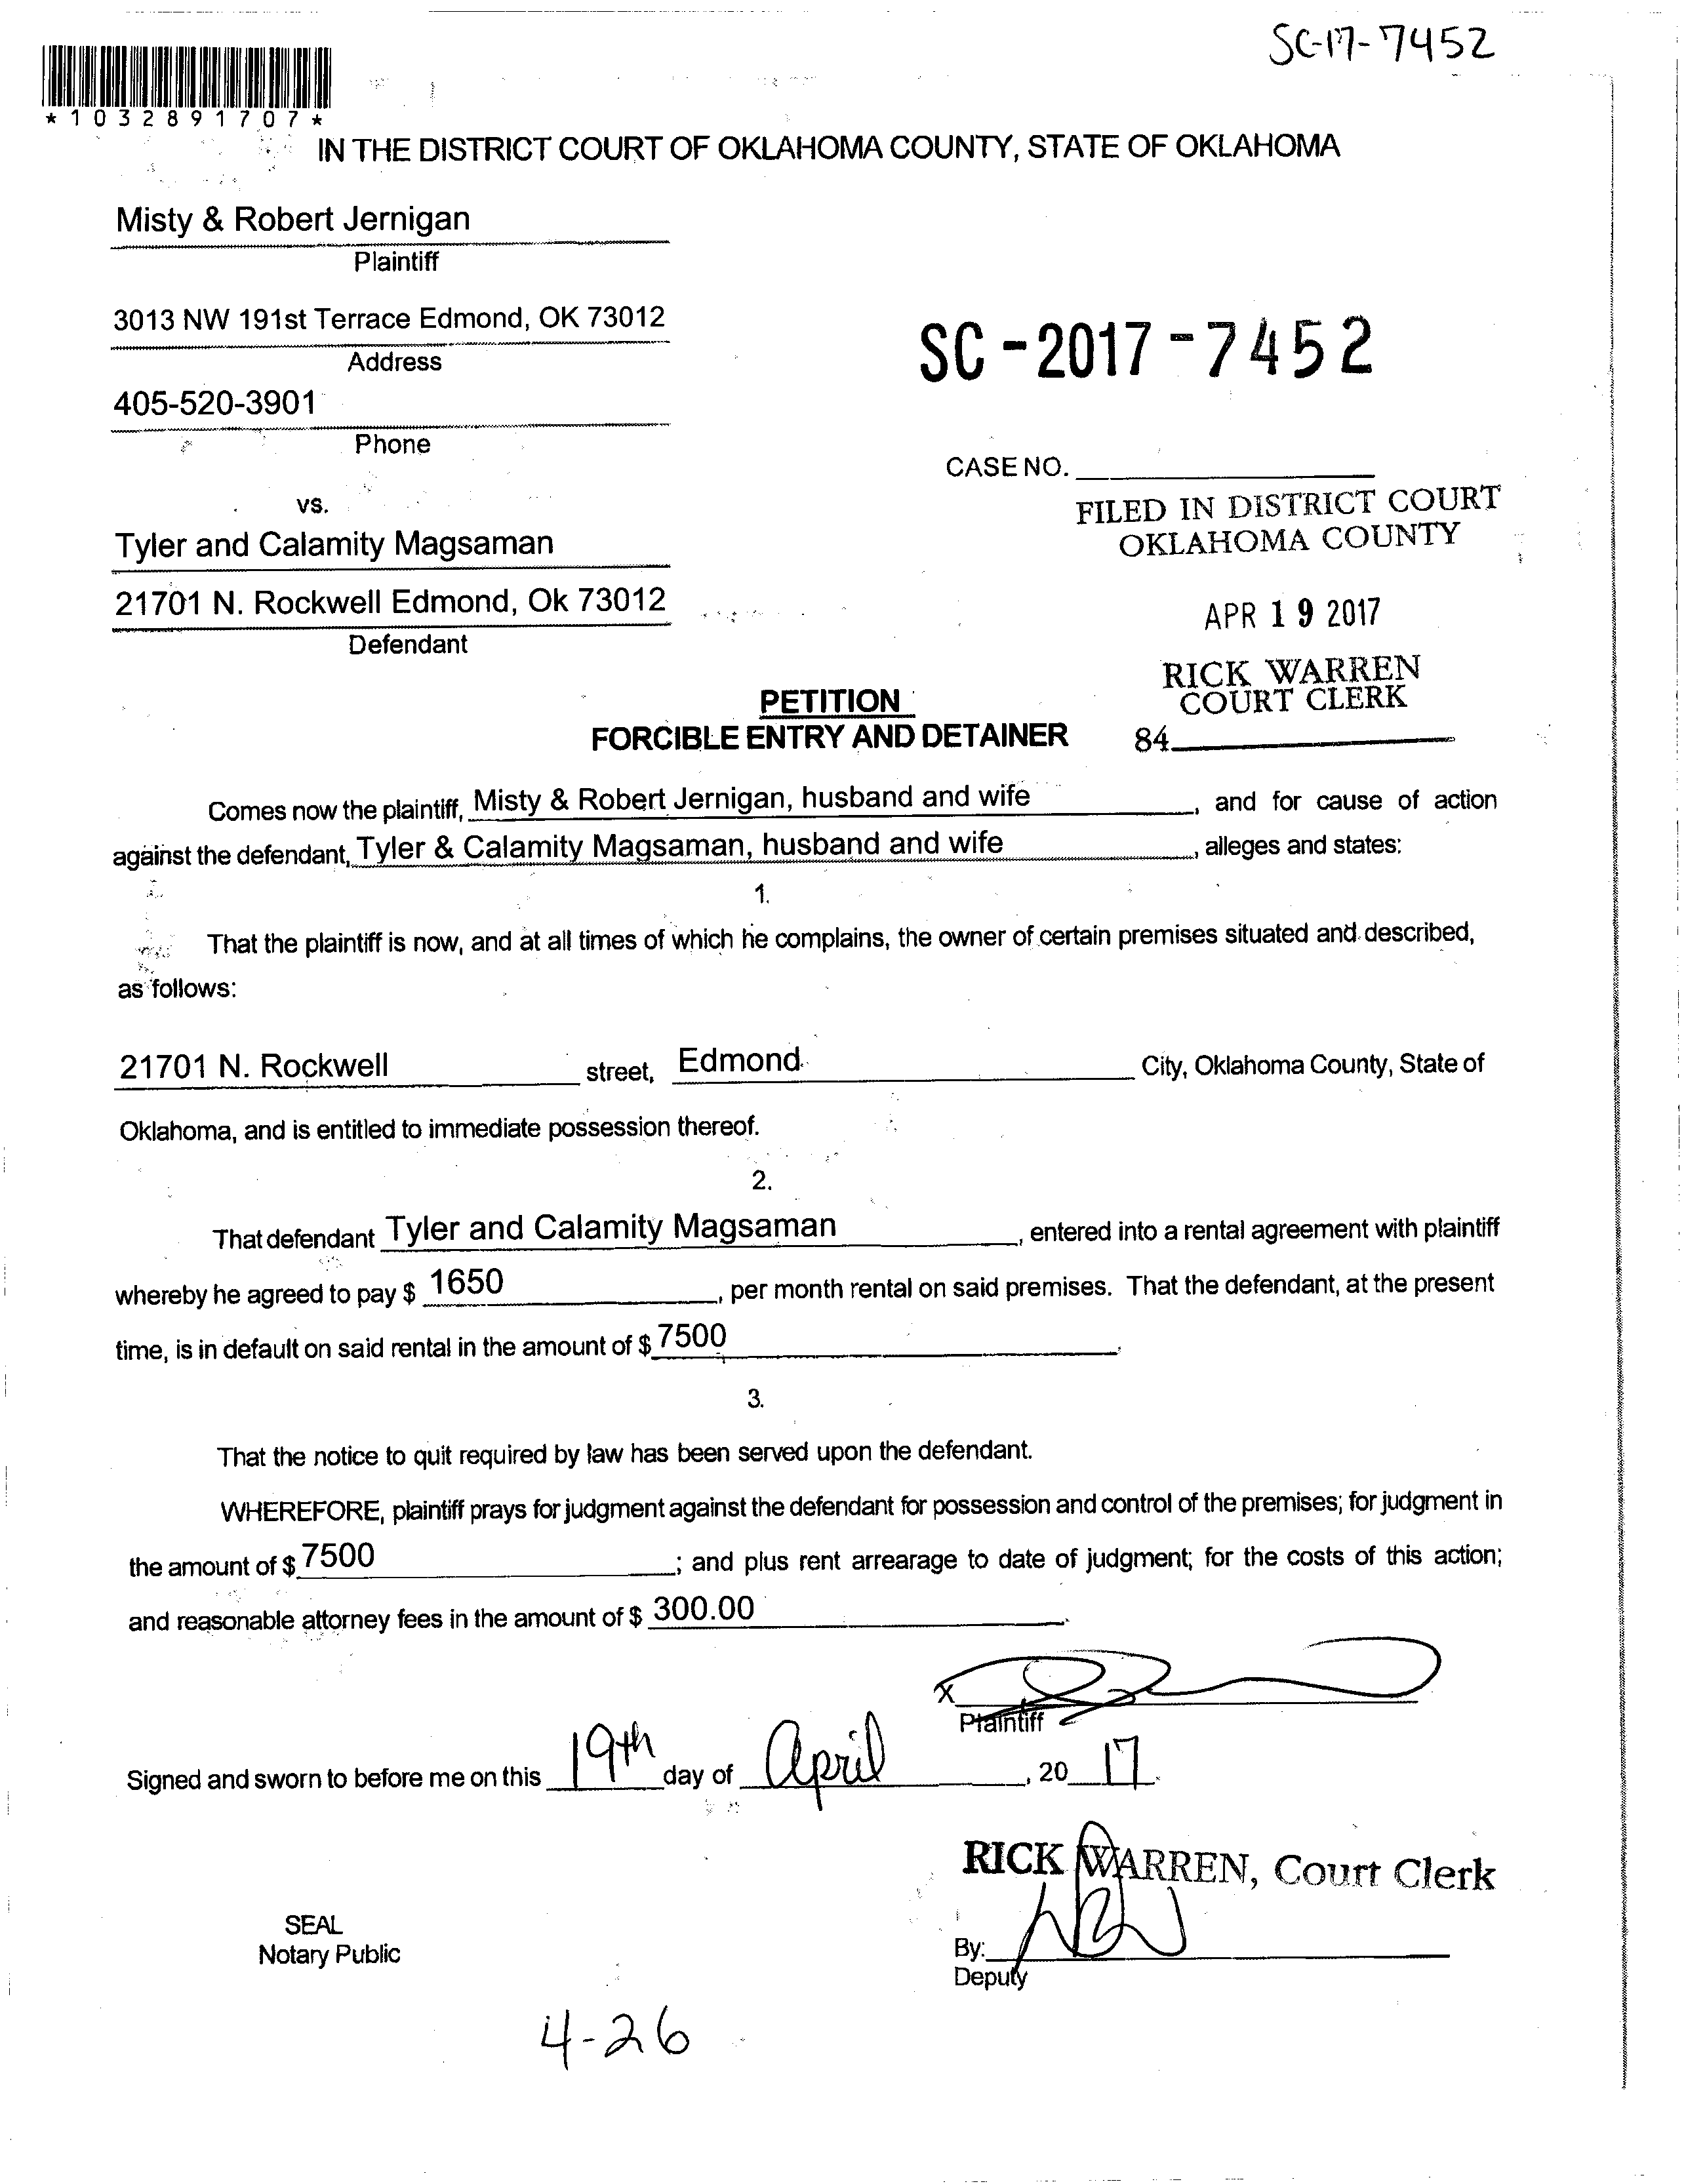 SC-17-7452
*1032891707*
IN THE DISTRICT COURT OF OKLAHOMA COUNTY, STATE OF OKLAHOMA
Misty & Robert Jernigan
Plaintiff
3013 NW 191st Terrace Edmond, OK 73012
Address
SC-2017-7452
405-520-3901
Phone
CASE NO.
vs.
FILED IN DISTRICT COURT
OKLAHOMA COUNTY
Tyler and Calamity Magsaman
21701 N. Rockwell Edmond, Ok 73012
Defendant
APR 19 2017
RICK WARREN
COURT CLERK
PETITION
FORCIBLE ENTRY AND DETAINER
84
Comes now the plaintiff, Misty & Robert Jernigan, husband and wife, and for cause of action
against the defendant, Tyler & Calamity Magsaman, husband and wife, alleges and states:
1.
That the plaintiff is now, and at all times of which he complains, the owner of certain premises situated and described,
as follows:
21701 N. Rockwell street, Edmond City, Oklahoma County, State of
Oklahoma, and is entitled to immediate possession thereof.
2.
That defendant Tyler and Calamity Magsaman, entered into a rental agreement with plaintiff
whereby he agreed to pay $ 1650, per month rental on said premises. That the defendant, at the present
time, is in default on said rental in the amount of $ 7500.
3.
That the notice to quit required by law has been served upon the defendant.
WHEREFORE, plaintiff prays for judgment against the defendant for possession and control of the premises; for judgment in
the amount of $ 7500; and plus rent arrearage to date of judgment; for the costs of this action;
and reasonable attorney fees in the amount of $ 300.00.
X
Plaintiff
Signed and sworn to before me on this 19th day of April, 20 17.
RICK WARREN, Court Clerk
SEAL
Notary Public
By:
Deputy
4-26